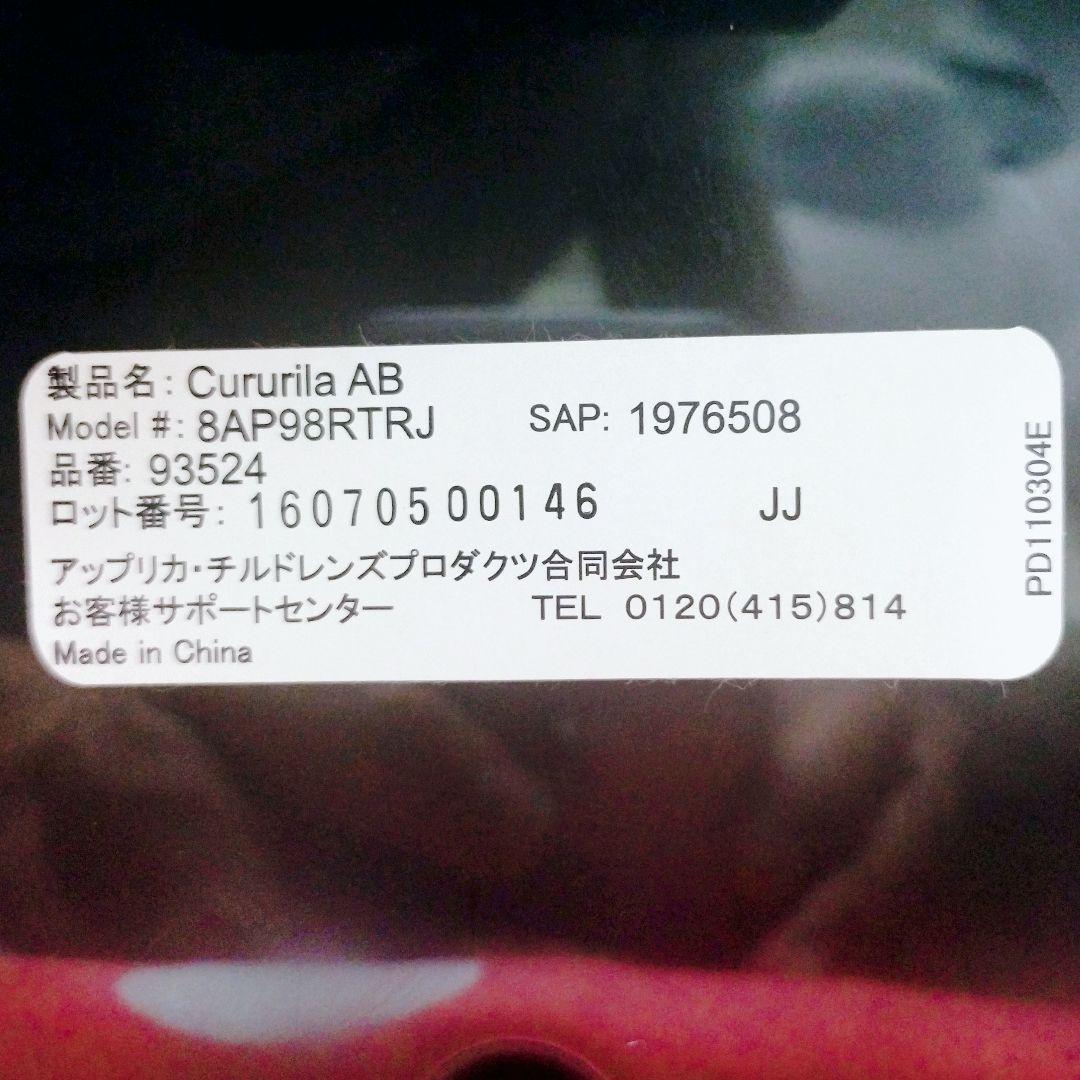 製品名: Cururila AB
Model #: 8AP98RTRJ SAP: 1976508
品番: 93524
ロット番号: 16070500146 JJ
アップリカ・チルドレンズプロダクツ合同会社
お客様サポートセンター TEL 0120(415)814
Made in China
PD110304E